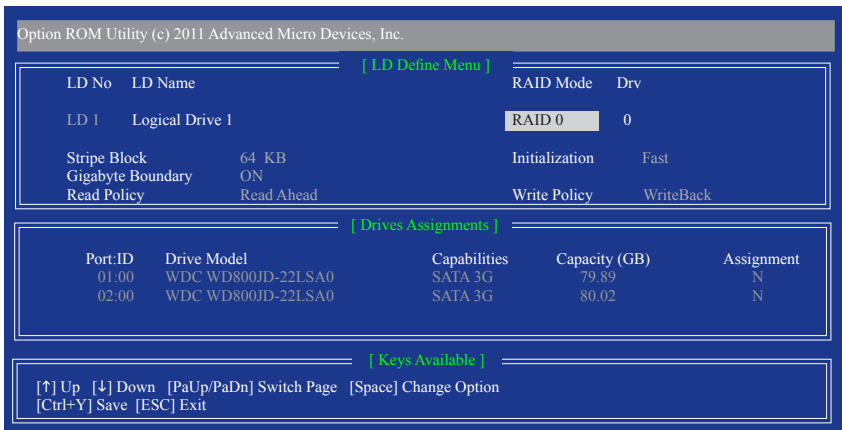 Option ROM Utility (c) 2011 Advanced Micro Devices, Inc.
[ LD Define Menu ]
LD No LD Name RAID Mode Drv
LD 1 Logical Drive 1 RAID 0 0
Stripe Block 64 KB Initialization Fast
Gigabyte Boundary ON
Read Policy Read Ahead Write Policy WriteBack
[ Drives Assignments ]
Port:ID Drive Model Capabilities Capacity (GB) Assignment
01:00 WDC WD800JD-22LSA0 SATA 3G 79.89 N
02:00 WDC WD800JD-22LSA0 SATA 3G 80.02 N
[ Keys Available ]
[↑] Up [↓] Down [PaUp/PaDn] Switch Page [Space] Change Option
[Ctrl+Y] Save [ESC] Exit